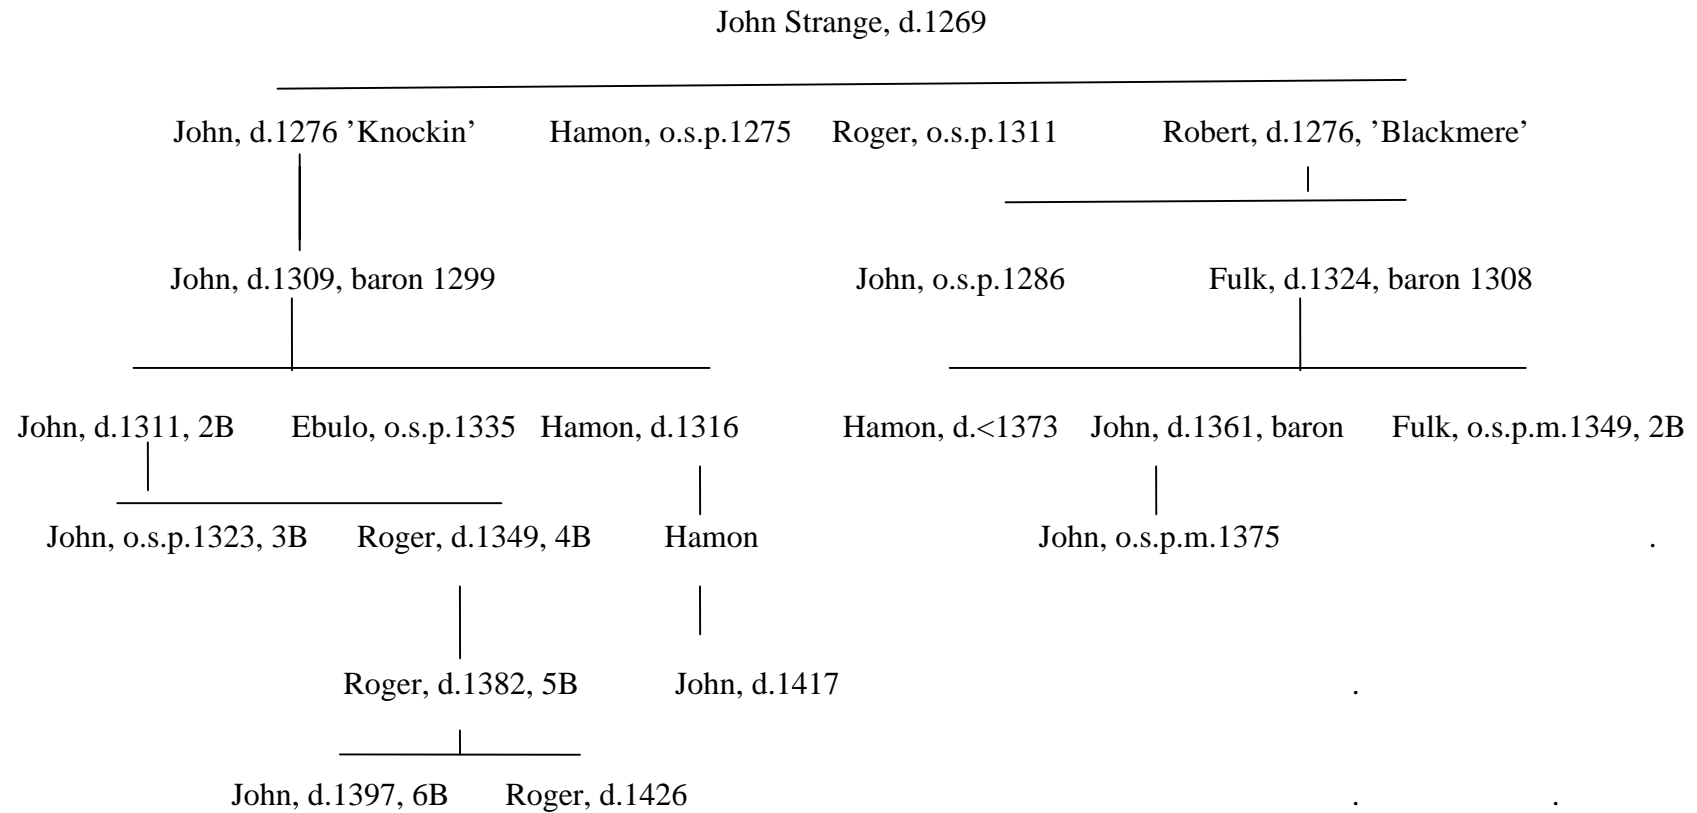 John Strange, d.1269
John, d.1276 ’Knockin’ Hamon, o.s.p.1275 Roger, o.s.p.1311 Robert, d.1276, ’Blackmere’
John, d.1309, baron 1299 John, o.s.p.1286 Fulk, d.1324, baron 1308
John, d.1311, 2B Ebulo, o.s.p.1335 Hamon, d.1316 Hamon, d.<1373 John, d.1361, baron Fulk, o.s.p.m.1349, 2B
John, o.s.p.1323, 3B Roger, d.1349, 4B Hamon John, o.s.p.m.1375 .
Roger, d.1382, 5B John, d.1417 .
John, d.1397, 6B Roger, d.1426 . .